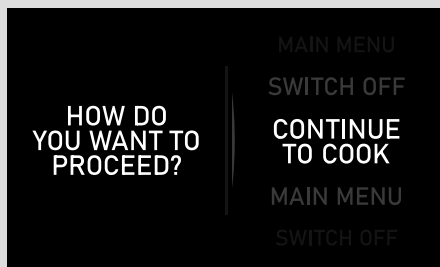 HOW DO
YOU WANT TO
PROCEED?
MAIN MENU
SWITCH OFF
CONTINUE
TO COOK
MAIN MENU
SWITCH OFF